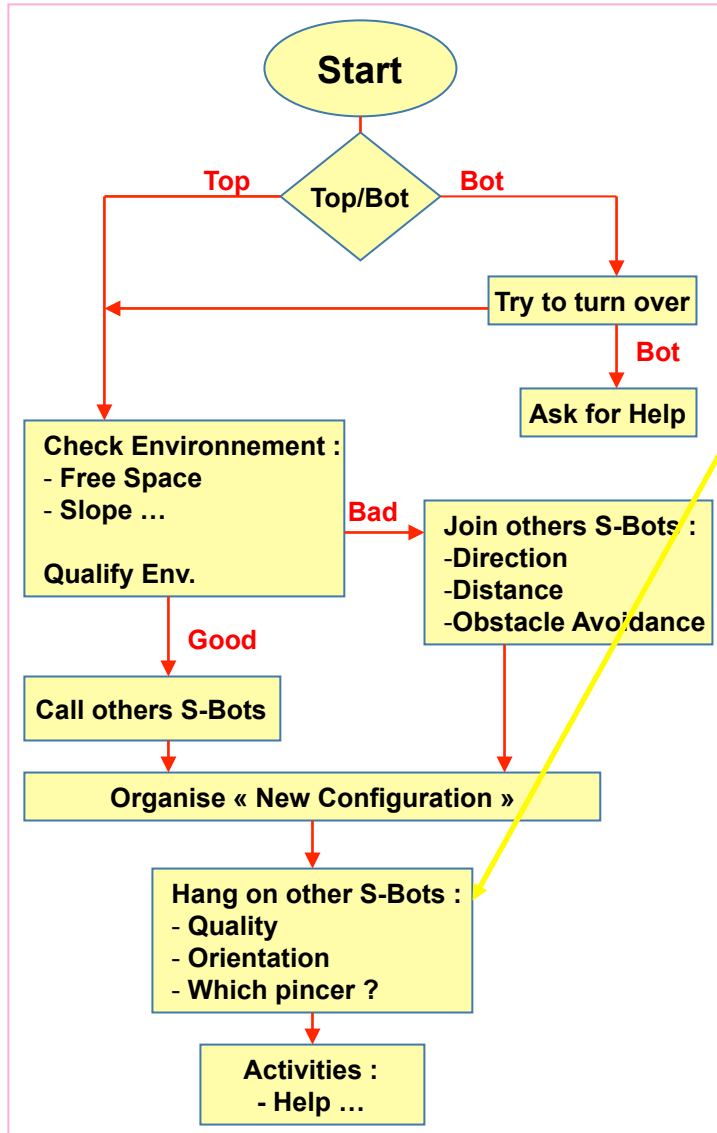 Start
Top/Bot
Top
Bot
Try to turn over
Bot
Ask for Help
Check Environnement :
- Free Space
- Slope …
Qualify Env.
Bad
Join others S-Bots :
-Direction
-Distance
-Obstacle Avoidance
Good
Call others S-Bots
Organise « New Configuration »
Hang on other S-Bots :
- Quality
- Orientation
- Which pincer ?
Activities :
- Help …